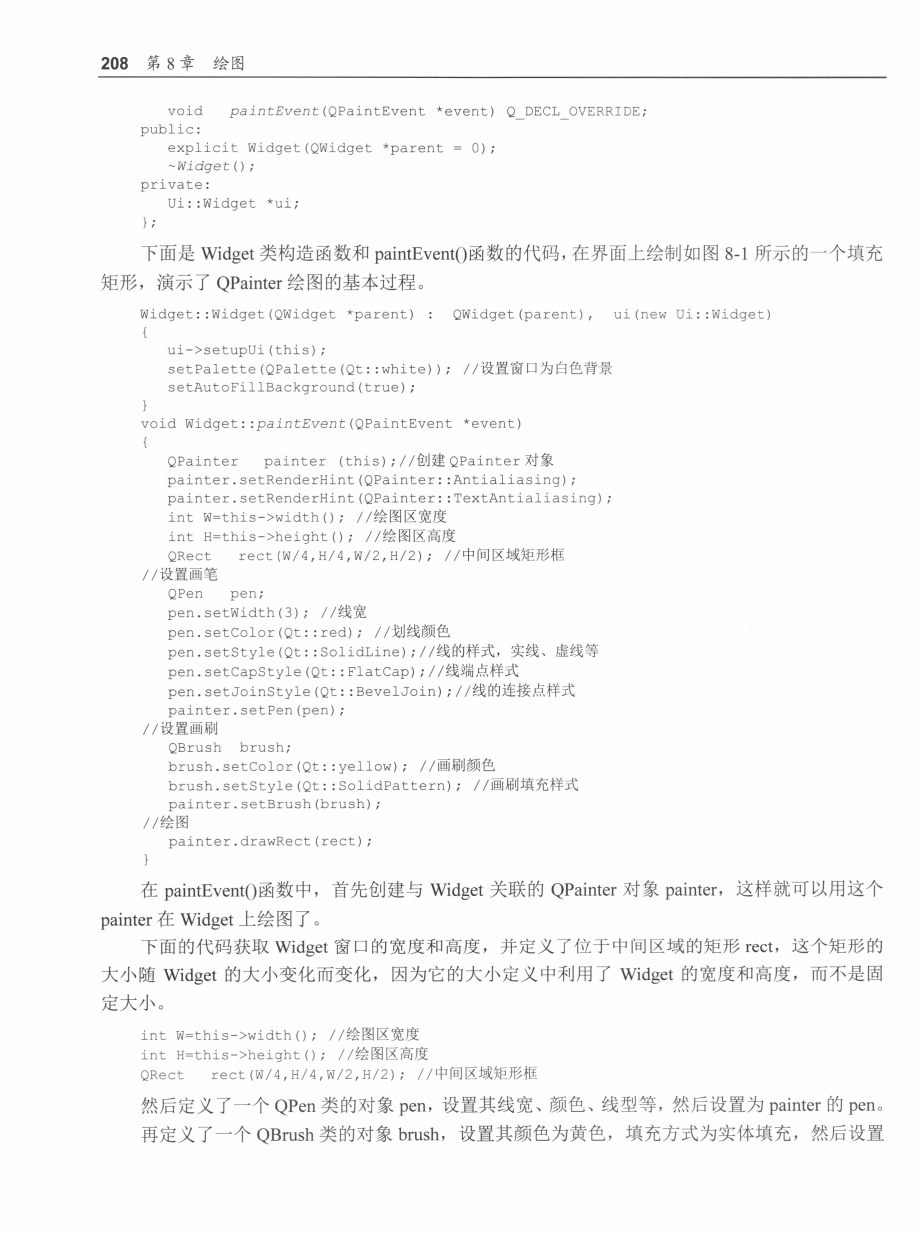 208 第 8 章 绘图
void paintEvent(QPaintEvent *event) Q_DECL_OVERRIDE;
public:
explicit Widget(QWidget *parent = 0);
~Widget();
private:
Ui::Widget *ui;
};
下面是 Widget 类构造函数和 paintEvent()函数的代码，在界面上绘制如图 8-1 所示的一个填充
矩形，演示了 QPainter 绘图的基本过程。
Widget::Widget(QWidget *parent) : QWidget(parent), ui(new Ui::Widget)
{
ui->setupUi(this);
setPalette(QPalette(Qt::white)); //设置窗口为白色背景
setAutoFillBackground(true);
}
void Widget::paintEvent(QPaintEvent *event)
{
QPainter painter (this);//创建 QPainter 对象
painter.setRenderHint(QPainter::Antialiasing);
painter.setRenderHint(QPainter::TextAntialiasing);
int W=this->width(); //绘图区宽度
int H=this->height(); //绘图区高度
QRect rect(W/4,H/4,W/2,H/2); //中间区域矩形框
//设置画笔
QPen pen;
pen.setWidth(3); //线宽
pen.setColor(Qt::red); //划线颜色
pen.setStyle(Qt::SolidLine);//线的样式，实线、虚线等
pen.setCapStyle(Qt::FlatCap);//线端点样式
pen.setJoinStyle(Qt::BevelJoin);//线的连接点样式
painter.setPen(pen);
//设置画刷
QBrush brush;
brush.setColor(Qt::yellow); //画刷颜色
brush.setStyle(Qt::SolidPattern); //画刷填充样式
painter.setBrush(brush);
//绘图
painter.drawRect(rect);
}
在 paintEvent()函数中，首先创建与 Widget 关联的 QPainter 对象 painter，这样就可以用这个
painter 在 Widget 上绘图了。
下面的代码获取 Widget 窗口的宽度和高度，并定义了位于中间区域的矩形 rect，这个矩形的
大小随 Widget 的大小变化而变化，因为它的大小定义中利用了 Widget 的宽度和高度，而不是固
定大小。
int W=this->width(); //绘图区宽度
int H=this->height(); //绘图区高度
QRect rect(W/4,H/4,W/2,H/2); //中间区域矩形框
然后定义了一个 QPen 类的对象 pen，设置其线宽、颜色、线型等，然后设置为 painter 的 pen。
再定义了一个 QBrush 类的对象 brush，设置其颜色为黄色，填充方式为实体填充，然后设置